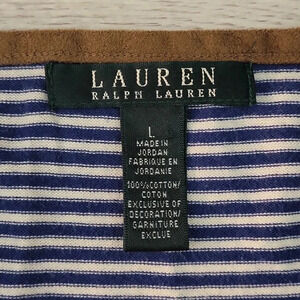 LAUREN
RALPH LAUREN
L
MADE IN
JORDAN
FABRIQUE EN
JORDANIE
100%COTTON/
COTON
EXCLUSIVE OF
DECORATION/
GARNITURE
EXCLUE